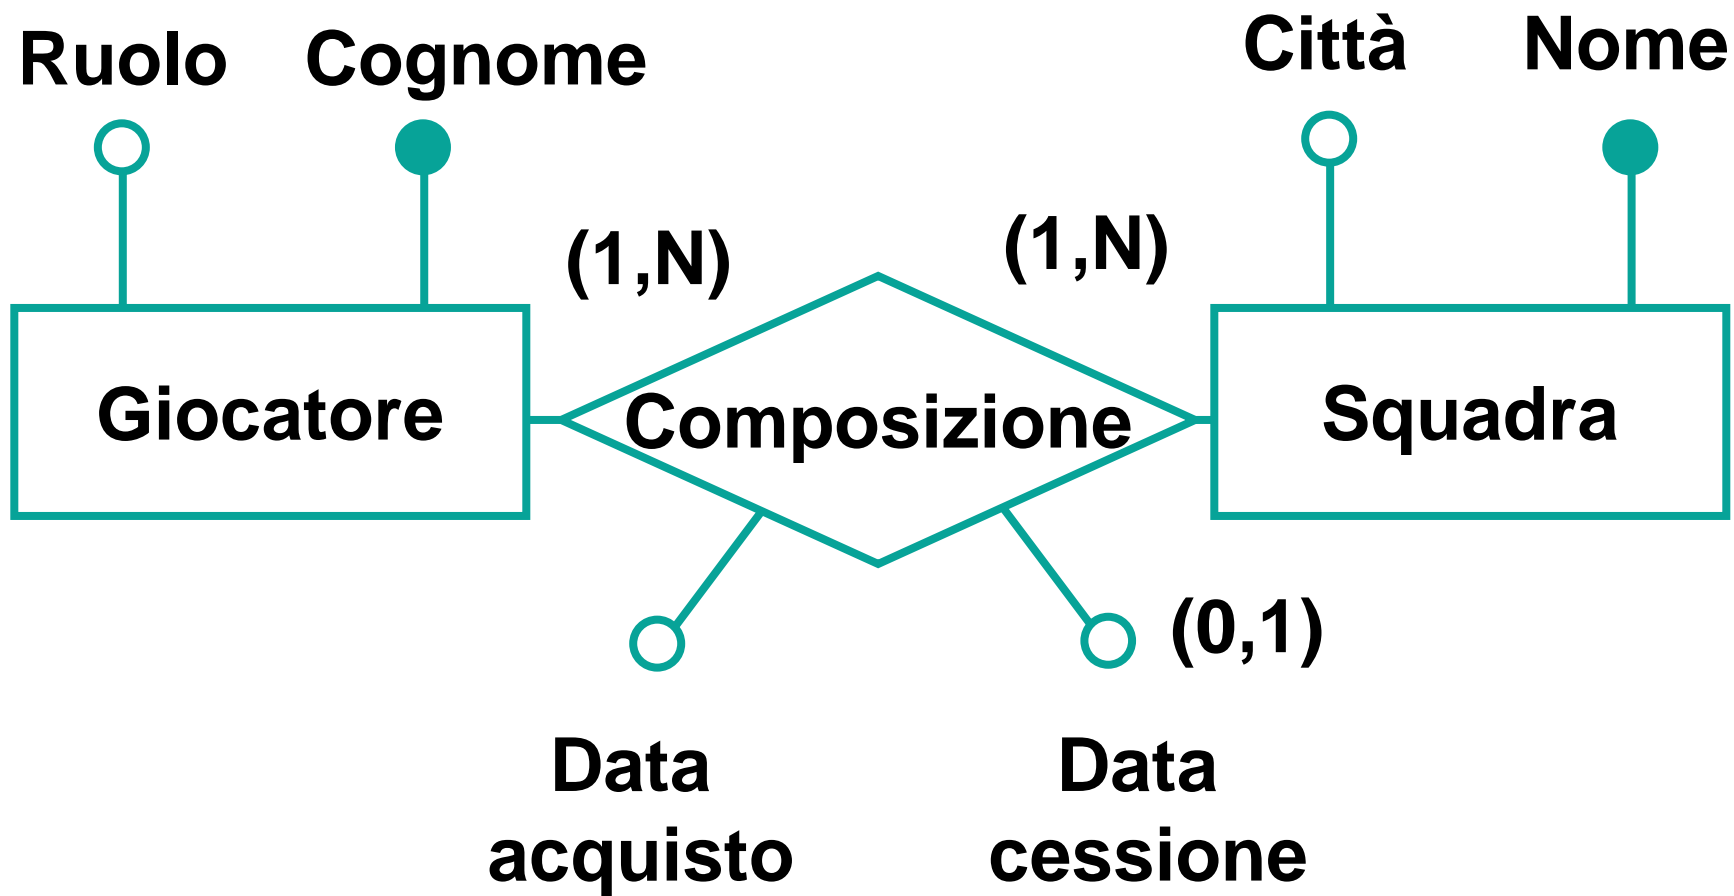 Ruolo Cognome Città Nome
(1,N) (1,N)
Giocatore Composizione Squadra
(0,1)
Data Data
acquisto cessione